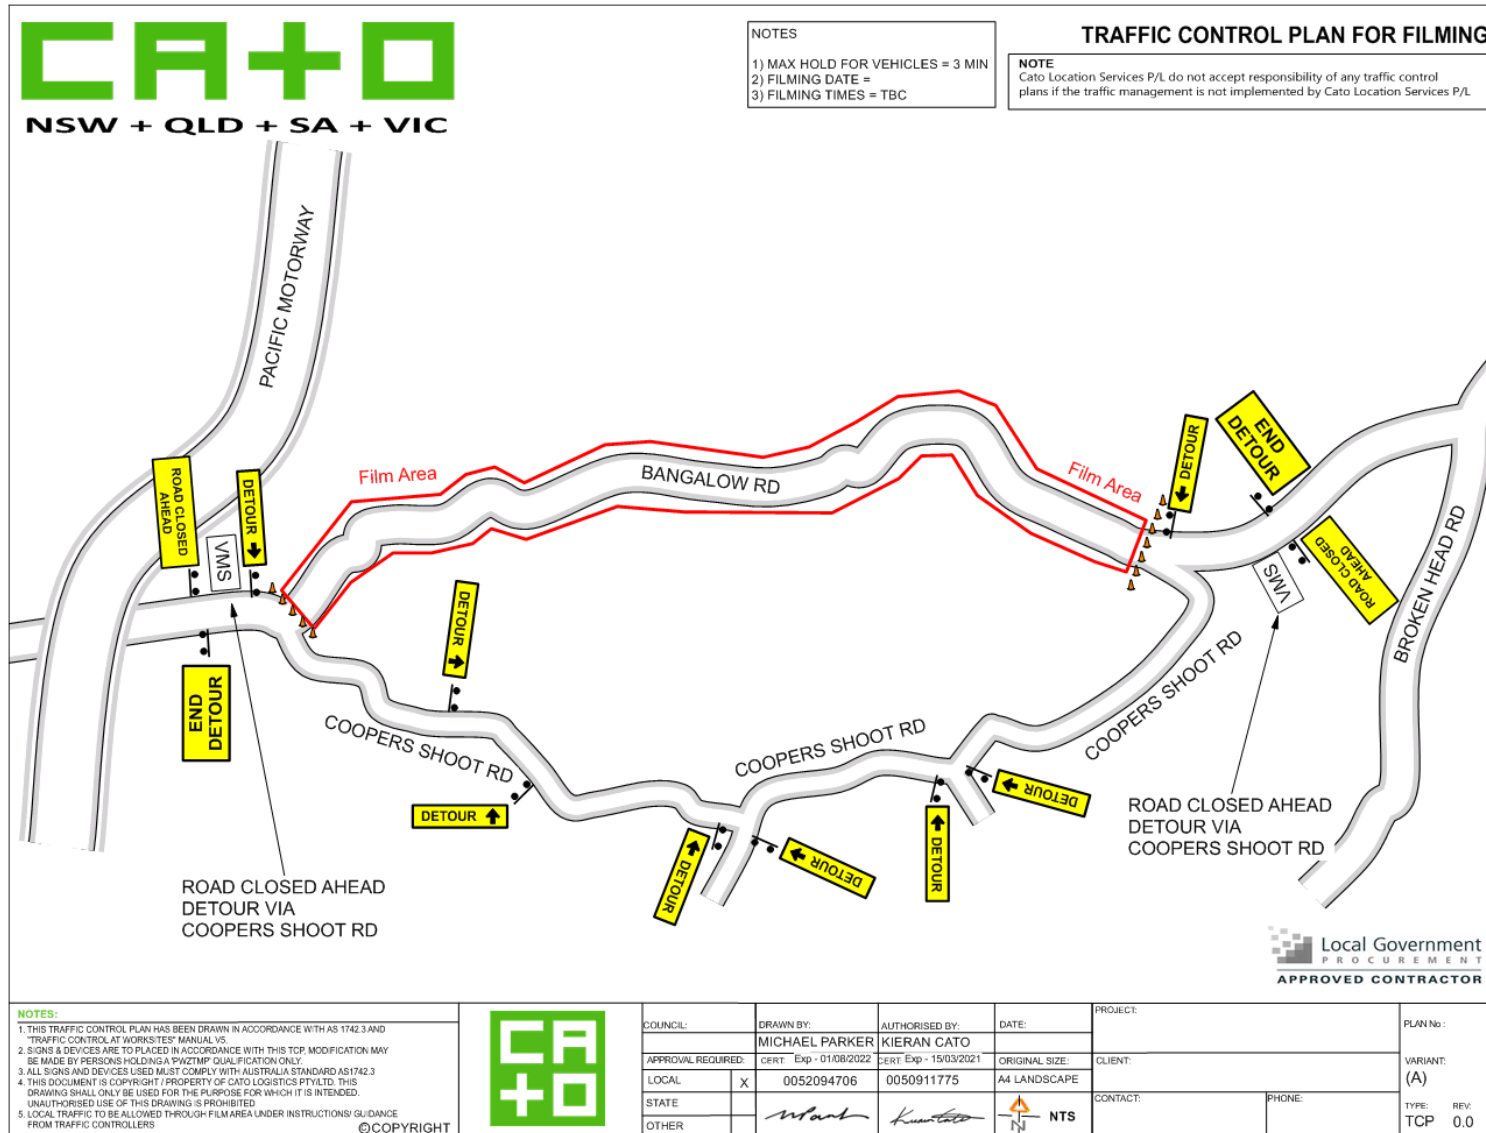 CATO
NSW + QLD + SA + VIC
NOTES
1) MAX HOLD FOR VEHICLES = 3 MIN
2) FILMING DATE =
3) FILMING TIMES = TBC
TRAFFIC CONTROL PLAN FOR FILMING
NOTE
Cato Location Services P/L do not accept responsibility of any traffic control
plans if the traffic management is not implemented by Cato Location Services P/L
PACIFIC MOTORWAY
ROAD CLOSED
AHEAD
DETOUR
VMS
Film Area
BANGALOW RD
Film Area
DETOUR
END
DETOUR
ROAD CLOSED
AHEAD
VMS
BROKEN HEAD RD
END
DETOUR
DETOUR
COOPERS SHOOT RD
DETOUR
COOPERS SHOOT RD
COOPERS SHOOT RD
DETOUR
DETOUR
DETOUR
DETOUR
ROAD CLOSED AHEAD
DETOUR VIA
COOPERS SHOOT RD
ROAD CLOSED AHEAD
DETOUR VIA
COOPERS SHOOT RD
Local Government
PROCUREMENT
APPROVED CONTRACTOR
NOTES:
1. THIS TRAFFIC CONTROL PLAN HAS BEEN DRAWN IN ACCORDANCE WITH AS 1742.3 AND
"TRAFFIC CONTROL AT WORKSITES" MANUAL V5.
2. SIGNS & DEVICES ARE TO PLACED IN ACCORDANCE WITH THIS TCP, MODIFICATION MAY
BE MADE BY PERSONS HOLDING A 'PWZTMP' QUALIFICATION ONLY.
3. ALL SIGNS AND DEVICES USED MUST COMPLY WITH AUSTRALIA STANDARD AS1742.3
4. THIS DOCUMENT IS COPYRIGHT / PROPERTY OF CATO LOGISTICS PTY/LTD. THIS
DRAWING SHALL ONLY BE USED FOR THE PURPOSE FOR WHICH IT IS INTENDED.
UNAUTHORISED USE OF THIS DRAWING IS PROHIBITED
5. LOCAL TRAFFIC TO BE ALLOWED THROUGH FILM AREA UNDER INSTRUCTIONS/ GUIDANCE
FROM TRAFFIC CONTROLLERS
©COPYRIGHT
CATO
COUNCIL:
APPROVAL REQUIRED:
LOCAL X
STATE
OTHER
DRAWN BY:
MICHAEL PARKER
CERT: Exp - 01/08/2022
0052094706
AUTHORISED BY:
KIERAN CATO
CERT: Exp - 15/03/2021
0050911775
DATE:
ORIGINAL SIZE:
A4 LANDSCAPE
N
NTS
PROJECT:
CLIENT:
CONTACT:
PHONE:
PLAN No :
VARIANT:
(A)
TYPE:
TCP
REV:
0.0